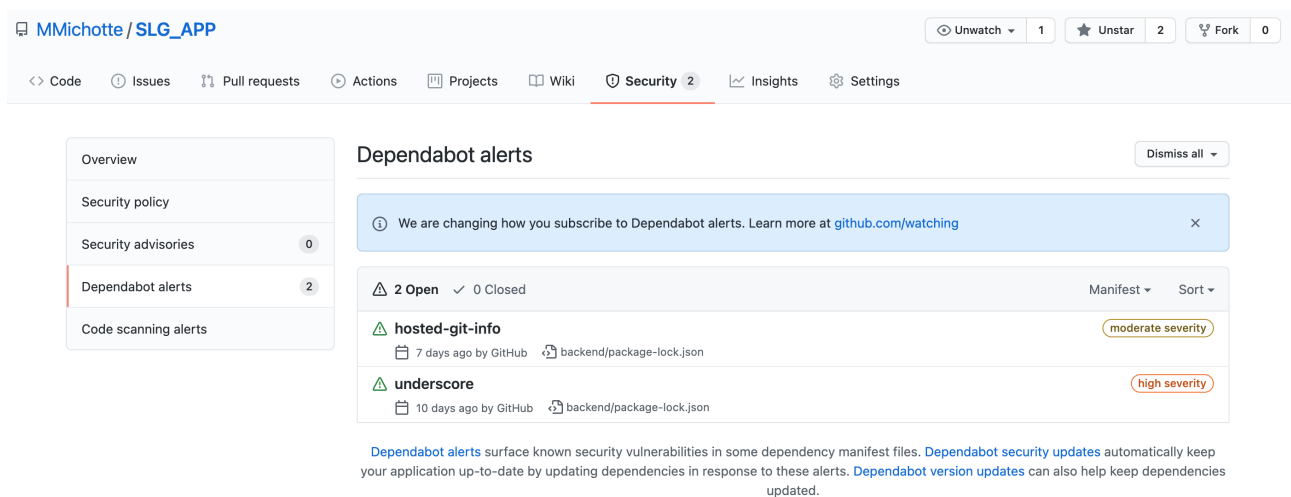 MMichotte / SLG_APP
Unwatch 1 Unstar 2 Fork 0
Code Issues Pull requests Actions Projects Wiki Security 2 Insights Settings
Overview
Security policy
Security advisories 0
Dependabot alerts 2
Code scanning alerts
Dependabot alerts
Dismiss all
We are changing how you subscribe to Dependabot alerts. Learn more at github.com/watching
2 Open 0 Closed Manifest Sort
hosted-git-info moderate severity
7 days ago by GitHub backend/package-lock.json
underscore high severity
10 days ago by GitHub backend/package-lock.json
Dependabot alerts surface known security vulnerabilities in some dependency manifest files. Dependabot security updates automatically keep
your application up-to-date by updating dependencies in response to these alerts. Dependabot version updates can also help keep dependencies
updated.